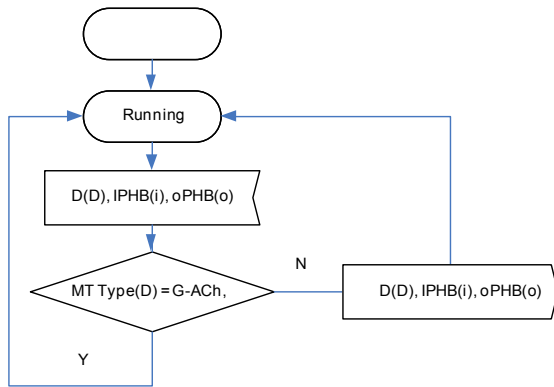 Running
D(D), IPHB(i), oPHB(o)
MT Type(D) = G-ACh,
N
D(D), IPHB(i), oPHB(o)
Y